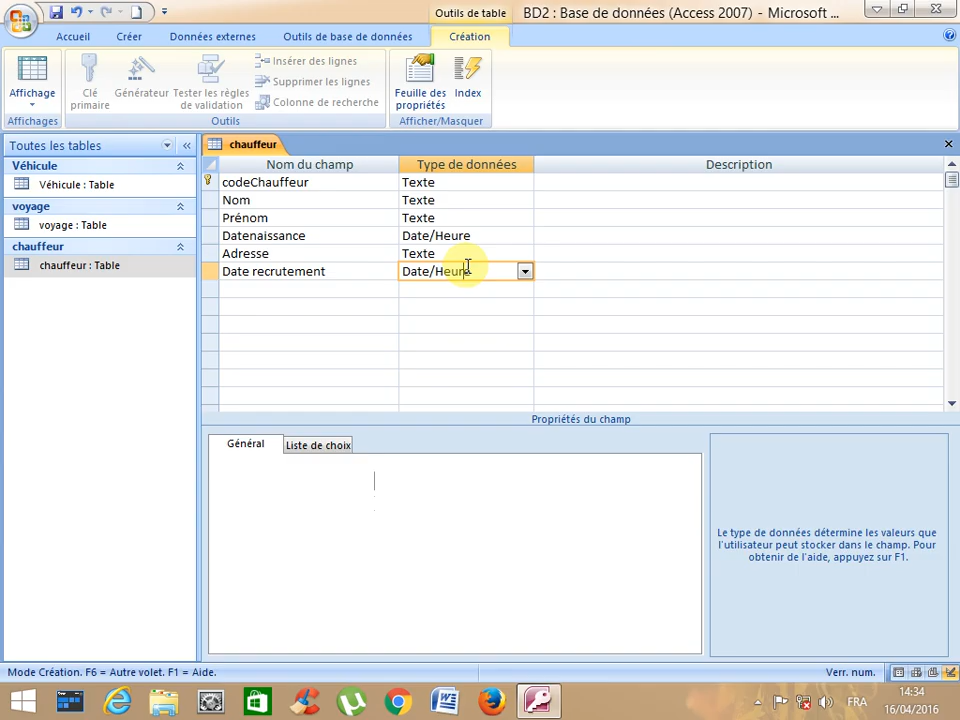 Outils de table
BD2 : Base de données (Access 2007) - Microsoft ...
Accueil
Créer
Données externes
Outils de base de données
Création
Affichage
Affichages
Clé primaire
Générateur
Tester les règles de validation
Insérer des lignes
Supprimer les lignes
Colonne de recherche
Outils
Feuille des propriétés
Index
Afficher/Masquer
Toutes les tables
Véhicule
Véhicule : Table
voyage
voyage : Table
chauffeur
chauffeur : Table
chauffeur
Nom du champ Type de données Description
codeChauffeur Texte
Nom Texte
Prénom Texte
Datenaissance Date/Heure
Adresse Texte
Date recrutement Date/Heure
Propriétés du champ
Général
Liste de choix
Le type de données détermine les valeurs que
l'utilisateur peut stocker dans le champ. Pour
obtenir de l'aide, appuyez sur F1.
Mode Création. F6 = Autre volet. F1 = Aide.
Verr. num.
FRA
14:34
16/04/2016